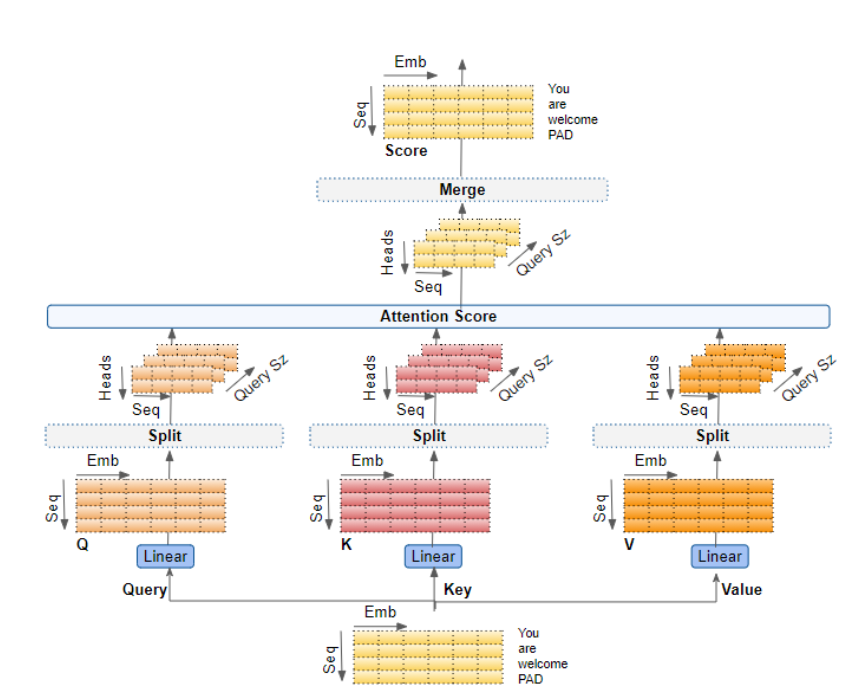 Emb
Seq
You
are
welcome
PAD
Score
Merge
Heads
Query Sz
Seq
Attention Score
Heads
Query Sz
Seq
Heads
Query Sz
Seq
Heads
Query Sz
Seq
Split
Split
Split
Emb
Emb
Emb
Seq
Seq
Seq
Q
K
V
Linear
Linear
Linear
Query
Key
Value
Emb
Seq
You
are
welcome
PAD